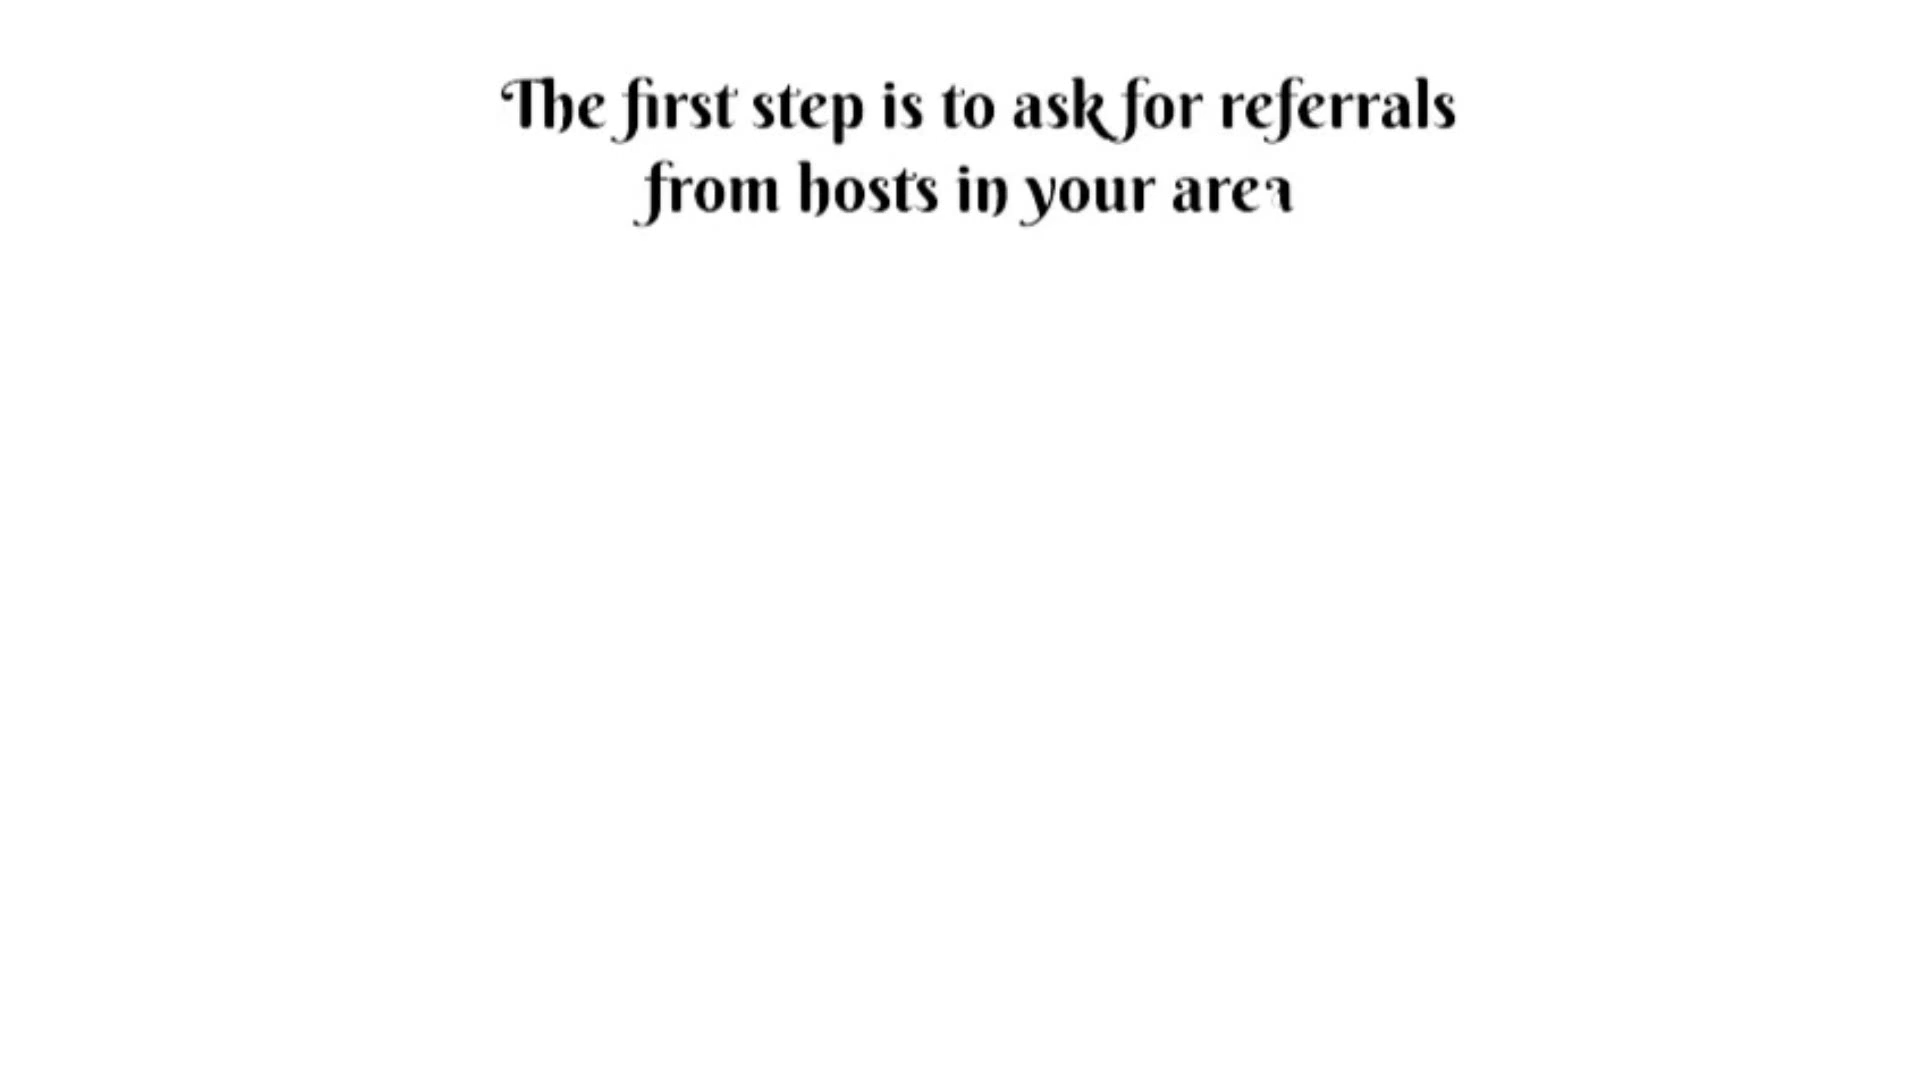 The first step is to ask for referrals
from hosts in your area